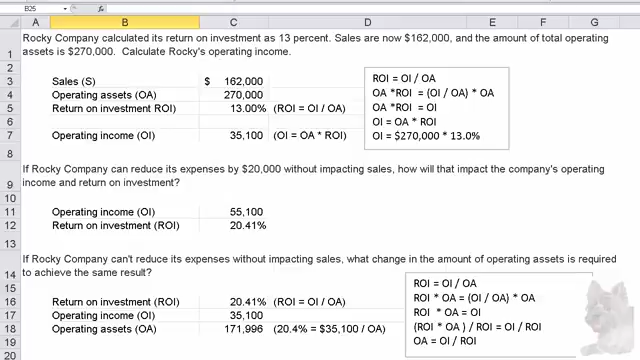 B25
fx
A B C D E F G
1 Rocky Company calculated its return on investment as 13 percent. Sales are now $162,000, and the amount of total operating
assets is $270,000. Calculate Rocky's operating income.
2
3 Sales (S) $ 162,000
4 Operating assets (OA) 270,000
5 Return on investment ROI) 13.00% (ROI = OI / OA)
6
7 Operating income (OI) 35,100 (OI = OA * ROI)
ROI = OI / OA
OA *ROI = (OI / OA) * OA
OA *ROI = OI
OI = OA * ROI
OI = $270,000 * 13.0%
8
9 If Rocky Company can reduce its expenses by $20,000 without impacting sales, how will that impact the company's operating
income and return on investment?
10
11 Operating income (OI) 55,100
12 Return on investment (ROI) 20.41%
13
14 If Rocky Company can't reduce its expenses without impacting sales, what change in the amount of operating assets is required
to achieve the same result?
15
16 Return on investment (ROI) 20.41% (ROI = OI / OA)
17 Operating income (OI) 35,100
18 Operating assets (OA) 171,996 (20.4% = $35,100 / OA)
19
20
ROI = OI / OA
ROI * OA = (OI / OA) * OA
ROI * OA = OI
(ROI * OA ) / ROI = OI / ROI
OA = OI / ROI